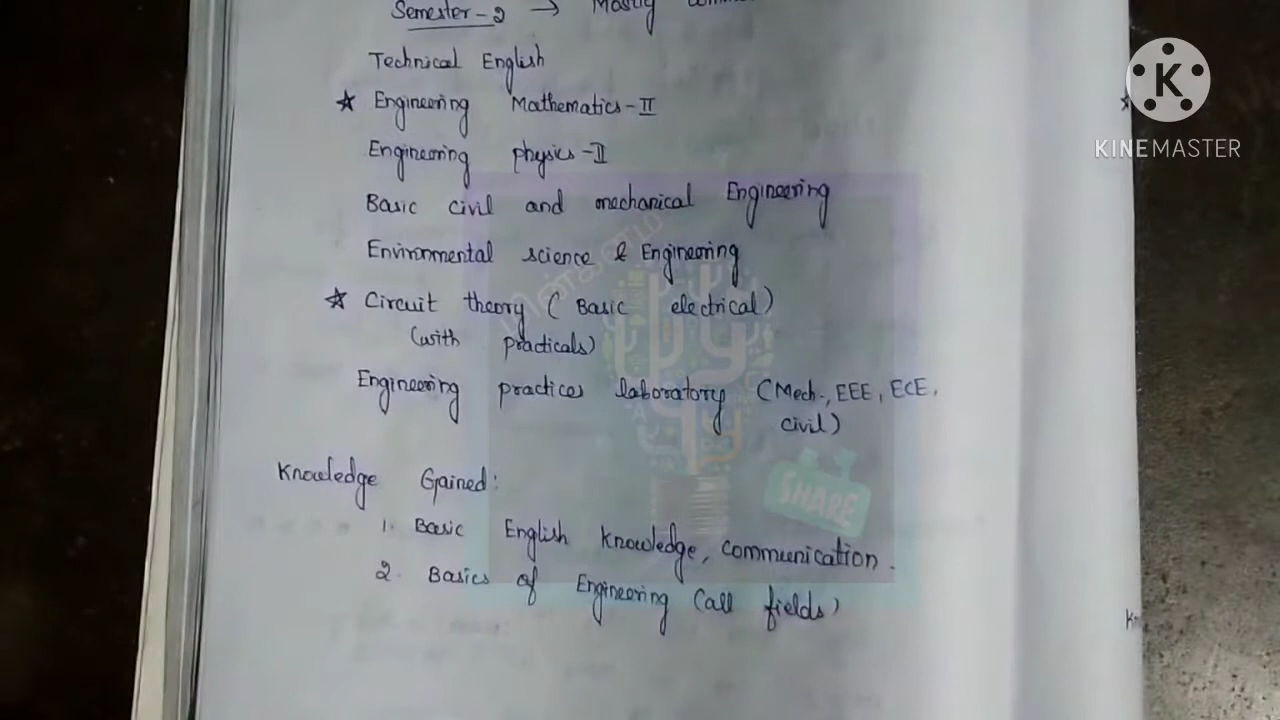 Semester-2 → Mostly
Technical English
☆ Engineering Mathematics-II
Engineering physics-II
Basic civil and mechanical Engineering
Environmental science & Engineering
☆ Circuit theory ( Basic electrical)
(with practicals)
Engineering practices laboratory (Mech., EEE, ECE,
civil)
Knowledge Gained:
1. Basic English knowledge, communication.
2. Basics of Engineering (all fields)
SHARE
K
KINEMASTER